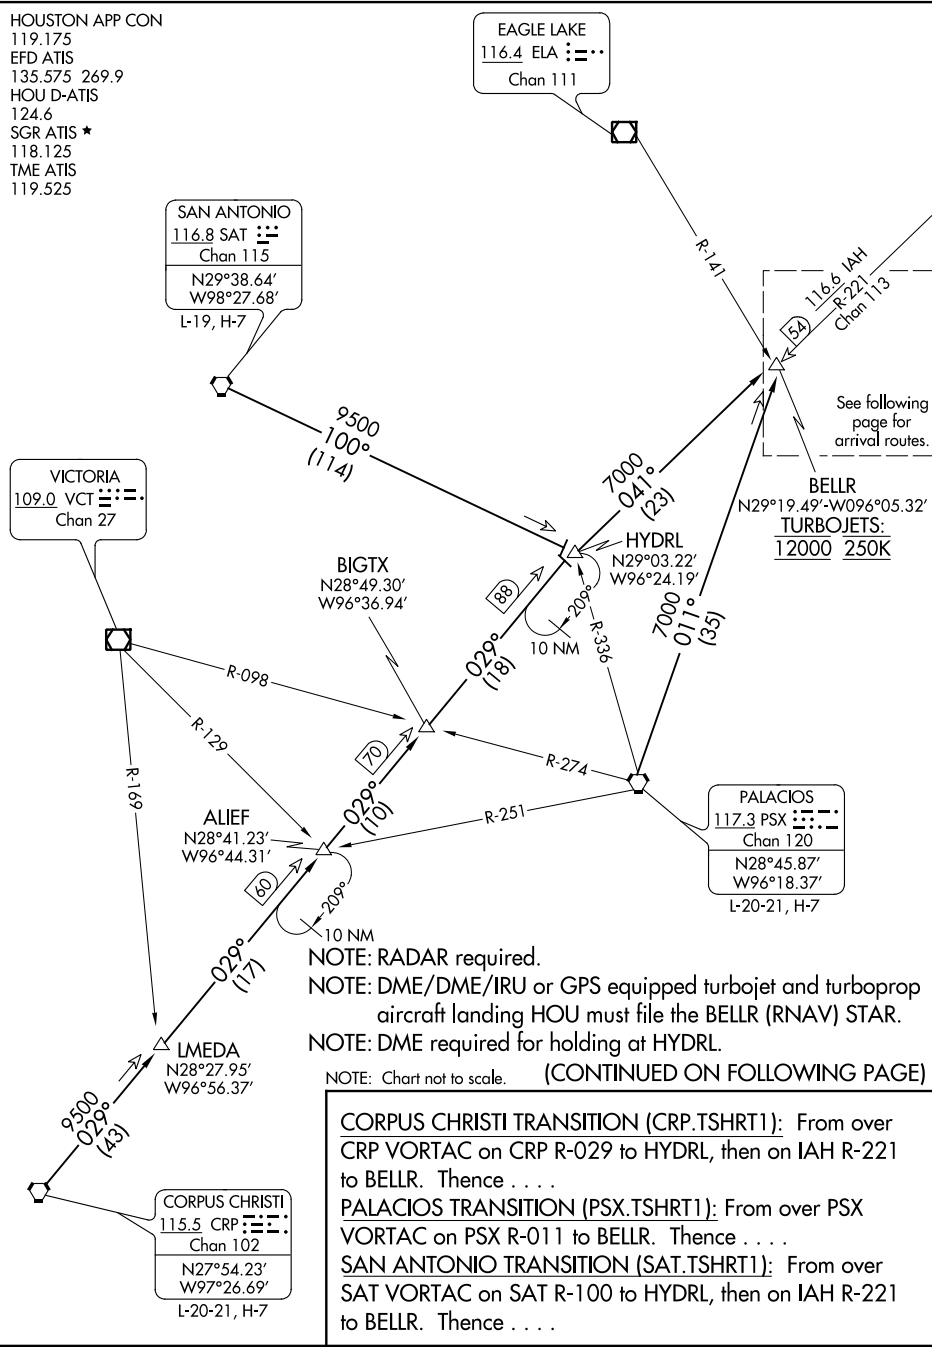 HOUSTON APP CON
119.175
EFD ATIS
135.575 269.9
HOU D-ATIS
124.6
SGR ATIS ★
118.125
TME ATIS
119.525
EAGLE LAKE
116.4 ELA
Chan 111
SAN ANTONIO
116.8 SAT
Chan 115
N29°38.64'
W98°27.68'
L-19, H-7
R-141
116.6 IAH
R-221
Chan 113
54
See following
page for
arrival routes.
9500
100°
(114)
7000
041°
(23)
BELLR
N29°19.49'-W096°05.32'
TURBOJETS:
12000 250K
VICTORIA
109.0 VCT
Chan 27
HYDRL
N29°03.22'
W96°24.19'
BIGTX
N28°49.30'
W96°36.94'
88
209°
10 NM
R-336
7000
011°
(35)
029°
(18)
R-098
R-129
R-169
70
R-274
R-251
029°
(10)
ALIEF
N28°41.23'
W96°44.31'
PALACIOS
117.3 PSX
Chan 120
N28°45.87'
W96°18.37'
L-20-21, H-7
60
209°
10 NM
029°
(17)
LMEDA
N28°27.95'
W96°56.37'
9500
029°
(43)
CORPUS CHRISTI
115.5 CRP
Chan 102
N27°54.23'
W97°26.69'
L-20-21, H-7
NOTE: RADAR required.
NOTE: DME/DME/IRU or GPS equipped turbojet and turboprop
aircraft landing HOU must file the BELLR (RNAV) STAR.
NOTE: DME required for holding at HYDRL.
NOTE: Chart not to scale.
(CONTINUED ON FOLLOWING PAGE)
CORPUS CHRISTI TRANSITION (CRP.TSHRT1): From over
CRP VORTAC on CRP R-029 to HYDRL, then on IAH R-221
to BELLR. Thence . . . .
PALACIOS TRANSITION (PSX.TSHRT1): From over PSX
VORTAC on PSX R-011 to BELLR. Thence . . . .
SAN ANTONIO TRANSITION (SAT.TSHRT1): From over
SAT VORTAC on SAT R-100 to HYDRL, then on IAH R-221
to BELLR. Thence . . . .